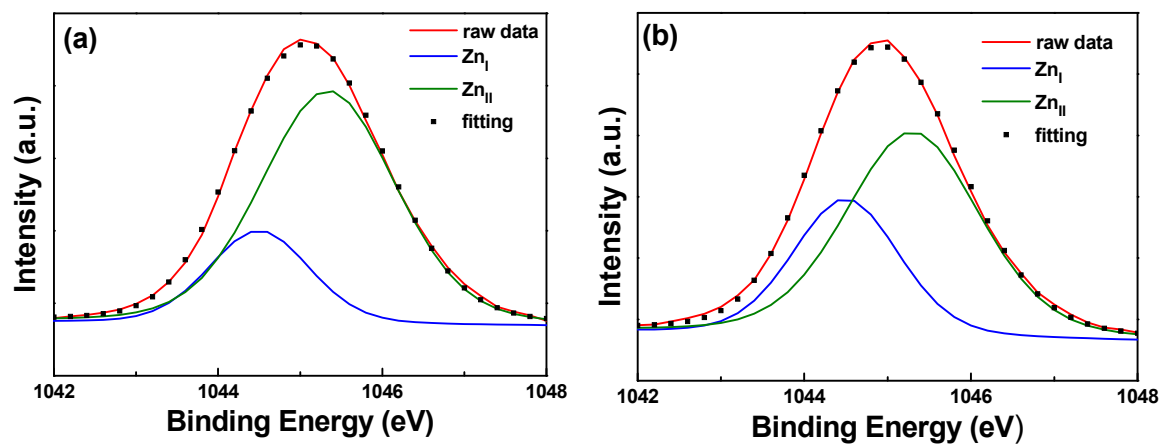 (a)
raw data
Zn_I
Zn_II
fitting
Intensity (a.u.)
1042 1044 1046 1048
Binding Energy (eV)
(b)
raw data
Zn_I
Zn_II
fitting
Intensity (a.u.)
1042 1044 1046 1048
Binding Energy (eV)